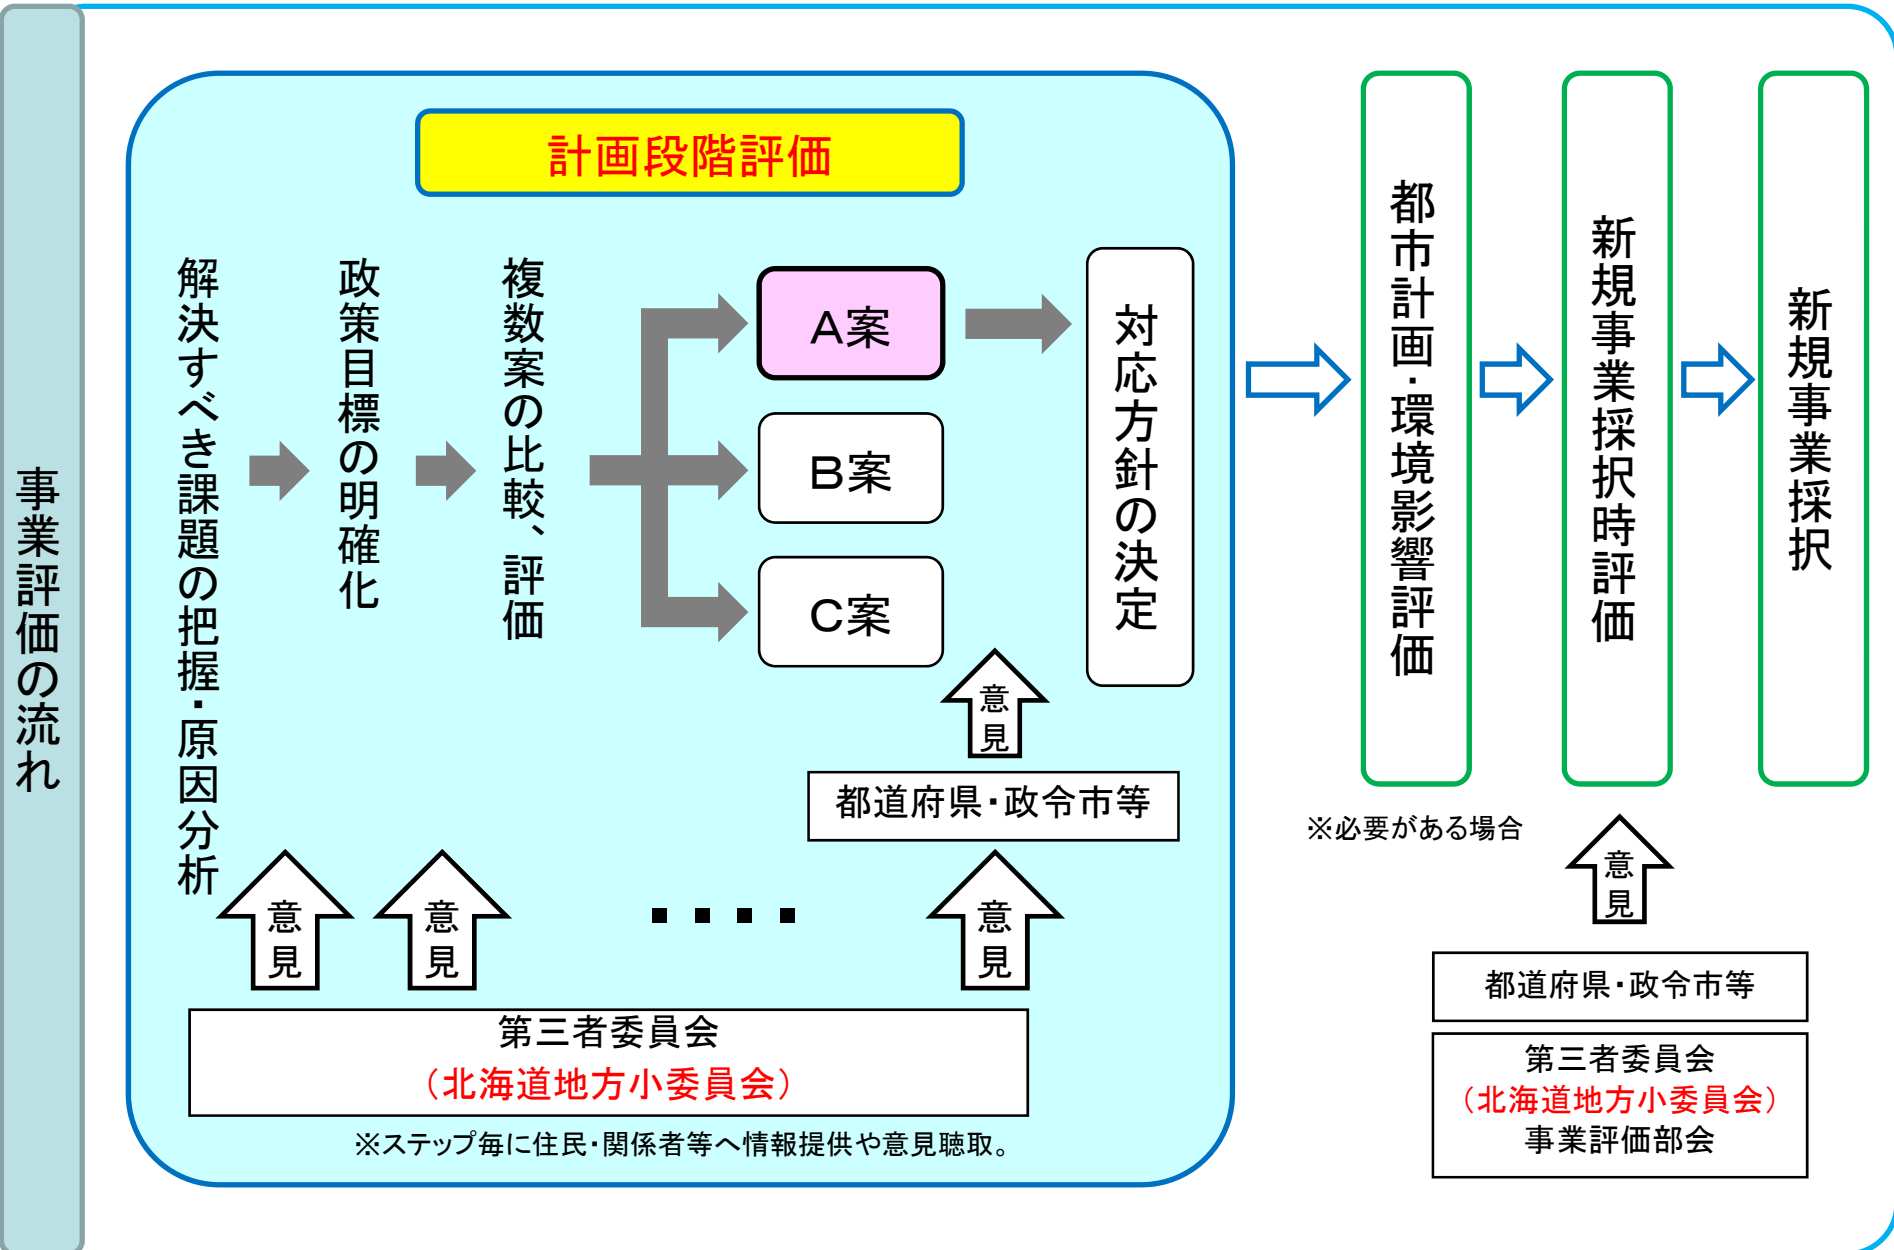 事業評価の流れ
計画段階評価
解決すべき課題の把握・原因分析
政策目標の明確化
複数案の比較、評価
A案
B案
C案
対応方針の決定
意見
都道府県・政令市等
意見
意見
・・・・
意見
第三者委員会
（北海道地方小委員会）
※ステップ毎に住民・関係者等へ情報提供や意見聴取。
都市計画・環境影響評価
※必要がある場合
新規事業採択時評価
意見
都道府県・政令市等
第三者委員会
（北海道地方小委員会）
事業評価部会
新規事業採択